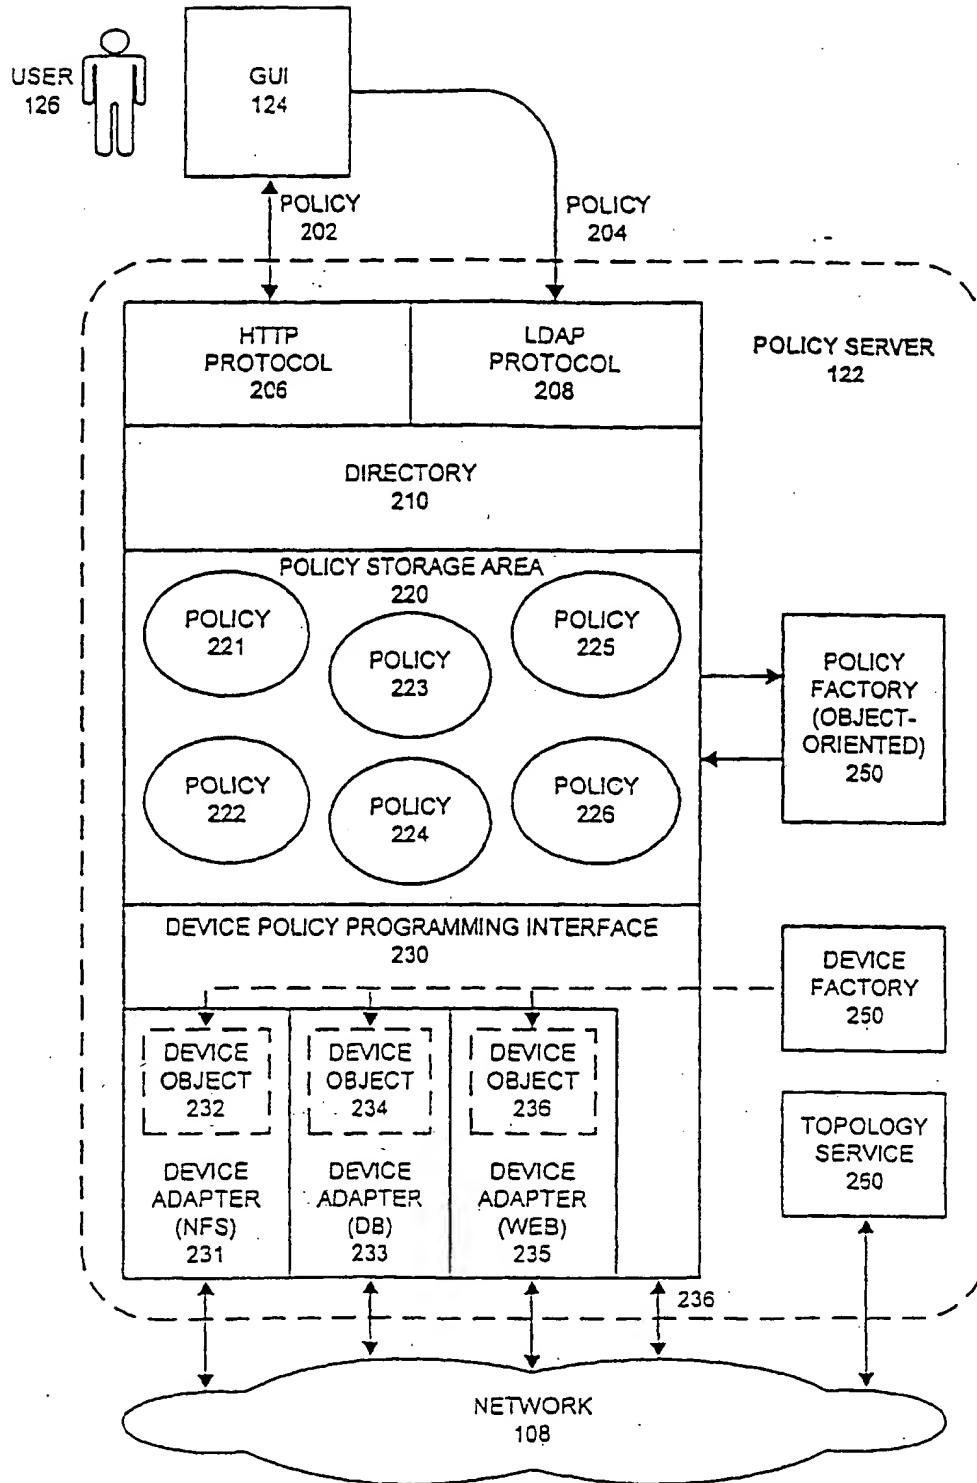 USER
126
GUI
124
POLICY
202
POLICY
204
HTTP
PROTOCOL
206
LDAP
PROTOCOL
208
POLICY SERVER
122
DIRECTORY
210
POLICY STORAGE AREA
220
POLICY
221
POLICY
223
POLICY
225
POLICY
222
POLICY
224
POLICY
226
POLICY
FACTORY
(OBJECT-
ORIENTED)
250
DEVICE POLICY PROGRAMMING INTERFACE
230
DEVICE
FACTORY
250
DEVICE
OBJECT
232
DEVICE
OBJECT
234
DEVICE
OBJECT
236
DEVICE
ADAPTER
(NFS)
231
DEVICE
ADAPTER
(DB)
233
DEVICE
ADAPTER
(WEB)
235
TOPOLOGY
SERVICE
260
236
NETWORK
108